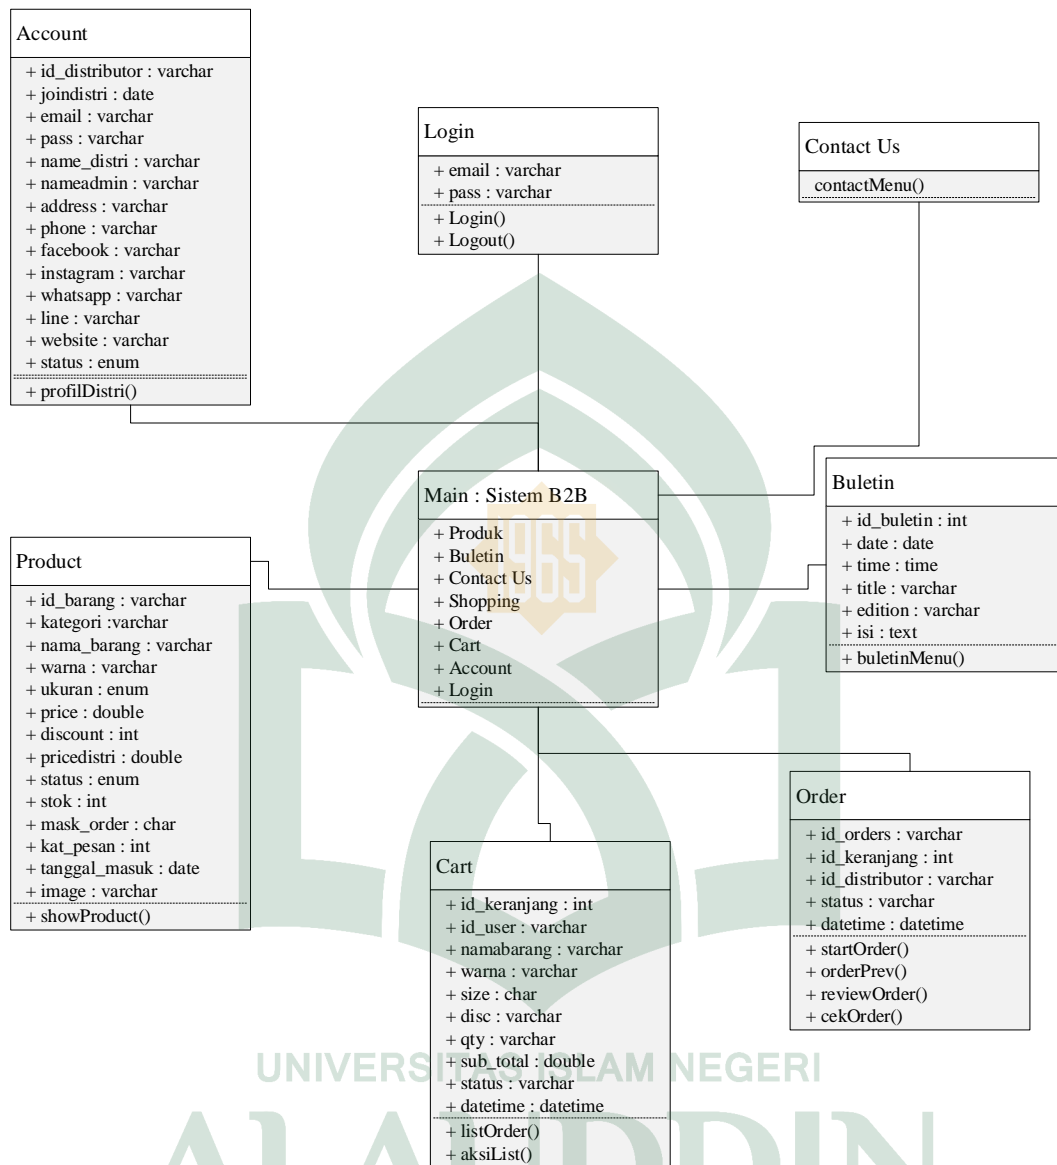 Account
+ id_distributor : varchar
+ joindistri : date
+ email : varchar
+ pass : varchar
+ name_distri : varchar
+ nameadmin : varchar
+ address : varchar
+ phone : varchar
+ facebook : varchar
+ instagram : varchar
+ whatsapp : varchar
+ line : varchar
+ website : varchar
+ status : enum
+ profilDistri()
Login
+ email : varchar
+ pass : varchar
+ Login()
+ Logout()
Contact Us
contactMenu()
Main : Sistem B2B
+ Produk
+ Buletin
+ Contact Us
+ Shopping
+ Order
+ Cart
+ Account
+ Login
1965
Buletin
+ id_buletin : int
+ date : date
+ time : time
+ title : varchar
+ edition : varchar
+ isi : text
+ buletinMenu()
Product
+ id_barang : varchar
+ kategori :varchar
+ nama_barang : varchar
+ warna : varchar
+ ukuran : enum
+ price : double
+ discount : int
+ pricedistri : double
+ status : enum
+ stok : int
+ mask_order : char
+ kat_pesan : int
+ tanggal_masuk : date
+ image : varchar
+ showProduct()
Order
+ id_orders : varchar
+ id_keranjang : int
+ id_distributor : varchar
+ status : varchar
+ datetime : datetime
+ startOrder()
+ orderPrev()
+ reviewOrder()
+ cekOrder()
Cart
+ id_keranjang : int
+ id_user : varchar
+ namabarang : varchar
+ warna : varchar
+ size : char
+ disc : varchar
+ qty : varchar
+ sub_total : double
+ status : varchar
+ datetime : datetime
+ listOrder()
+ aksiList()
UNIVERSITAS ISLAM NEGERI
ALAUDDIN